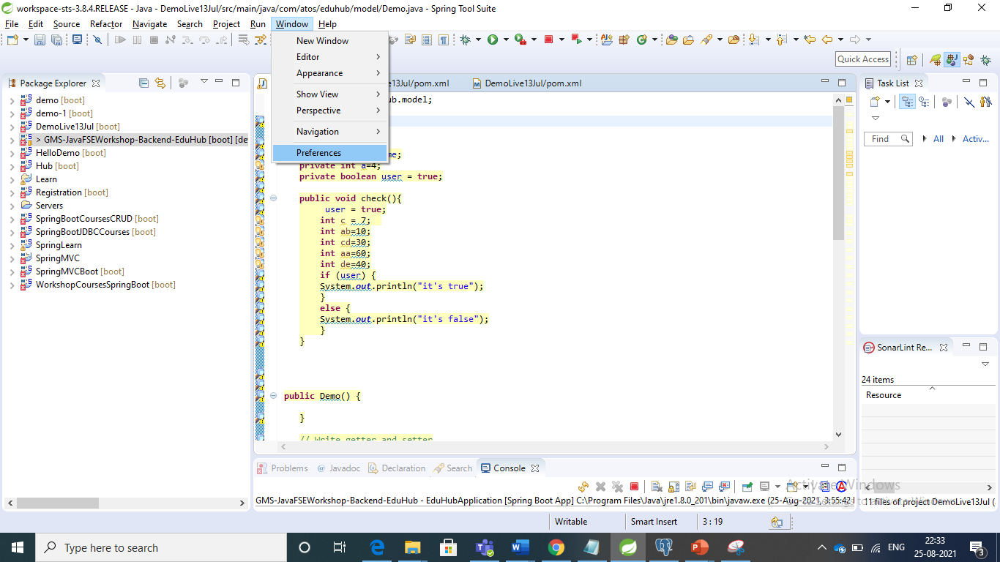 workspace-sts-3.8.4.RELEASE - Java - DemoLive13Jul/src/main/java/com/atos/eduhub/model/Demo.java - Spring Tool Suite
File Edit Source Refactor Navigate Search Project Run Window Help
New Window
Editor
Appearance
Show View
Perspective
Navigation
Preferences
Quick Access
Package Explorer
demo [boot]
demo-1 [boot]
DemoLive13Jul [boot]
> GMS-JavaFSEWorkshop-Backend-EduHub [boot] [de
HelloDemo [boot]
Hub [boot]
Learn
Registration [boot]
Servers
SpringBootCoursesCRUD [boot]
SpringBootJDBCCourses [boot]
SpringLearn
SpringMVC
SpringMVCBoot [boot]
WorkshopCoursesSpringBoot [boot]
e13Jul/pom.xml
DemoLive13Jul/pom.xml
ub.model;
me;
private int a=4;
private boolean user = true;
public void check(){
user = true;
int c = 7;
int ab=10;
int cd=30;
int aa=60;
int de=40;
if (user) {
System.out.println("it's true");
}
else {
System.out.println("it's false");
}
}
public Demo() {
}
// Write getter and setter
Task List
Find All Activ...
SonarLint Re...
24 items
Resource
11 files of project DemoLive13Jul (
Problems @ Javadoc Declaration Search Console
GMS-JavaFSEWorkshop-Backend-EduHub - EduHubApplication [Spring Boot App] C:\Program Files\Java\jre1.8.0_201\bin\javaw.exe (25-Aug-2021, 3:55:42
Activate Windows
Go to Settings to activate Windows.
Writable Smart Insert 3 : 19
Type here to search
ENG
22:33
25-08-2021
3